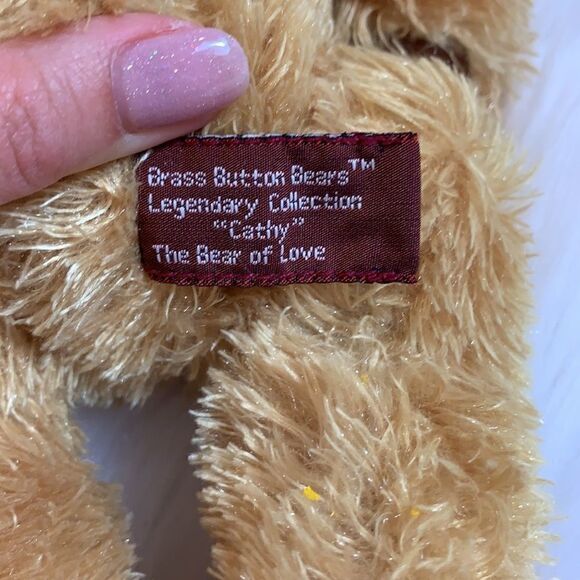 Brass Button Bears™
Legendary Collection
"Cathy"
The Bear of Love